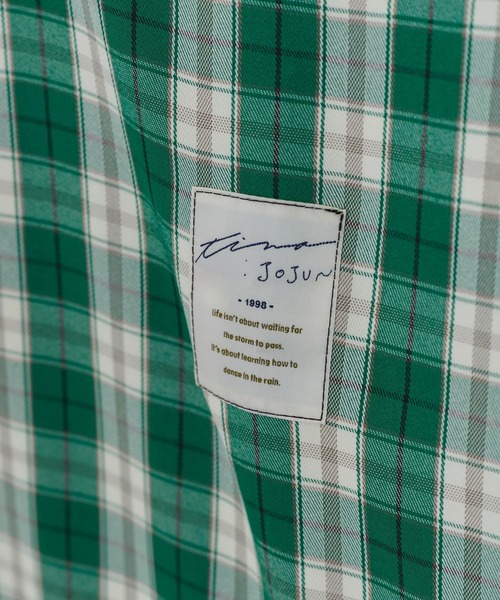 tina
: JOJUN
- 1998 -
life isn't about waiting for
the storm to pass.
it's about learning how to
dance in the rain.